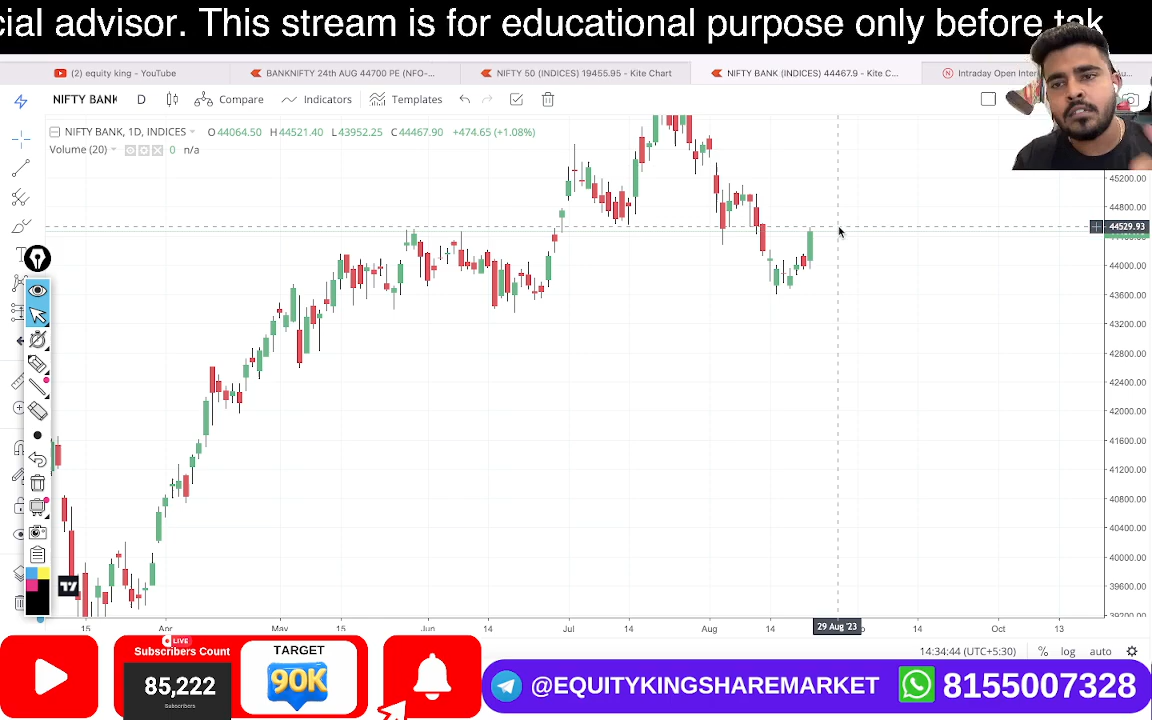 cial advisor. This stream is for educational purpose only before tak
(2) equity king - YouTube
BANKNIFTY 24th AUG 44700 PE (NFO-...
NIFTY 50 (INDICES) 19455.95 - Kite Chart
NIFTY BANK (INDICES) 44467.9 - Kite C...
Intraday Open Inter
NIFTY BANK D Compare Indicators Templates
NIFTY BANK, 1D, INDICES O 44064.50 H 44521.40 L 43952.25 C 44467.90 +474.65 (+1.08%)
Volume (20) 0 n/a
45200.00
44800.00
44529.93
44000.00
43600.00
43200.00
42800.00
42400.00
42000.00
41600.00
41200.00
40800.00
40400.00
40000.00
39600.00
39200.00
15 Apr May 15 Jun 14 Jul 14 Aug 14 29 Aug '23 14 Oct 13
14:34:44 (UTC+5:30) % log auto
LIVE
Subscribers Count
85,222
Subscribers
TARGET
90K
@EQUITYKINGSHAREMARKET
8155007328